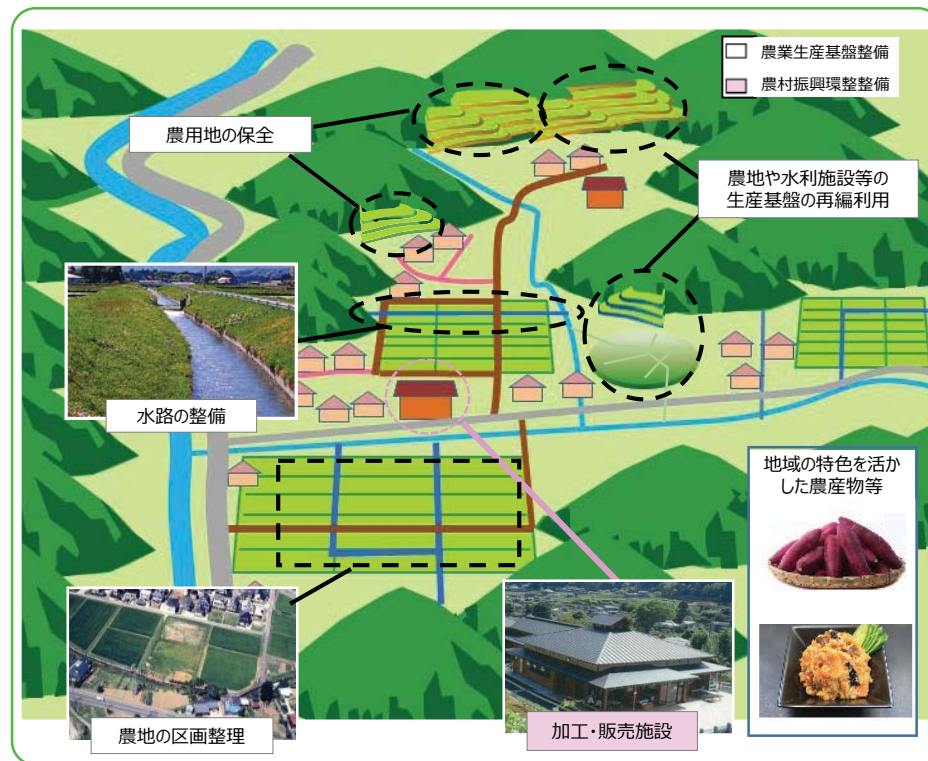 農業生産基盤整備
農村振興環整整備
農用地の保全
農地や水利施設等の
生産基盤の再編利用
水路の整備
地域の特色を活か
した農産物等
農地の区画整理
加工・販売施設